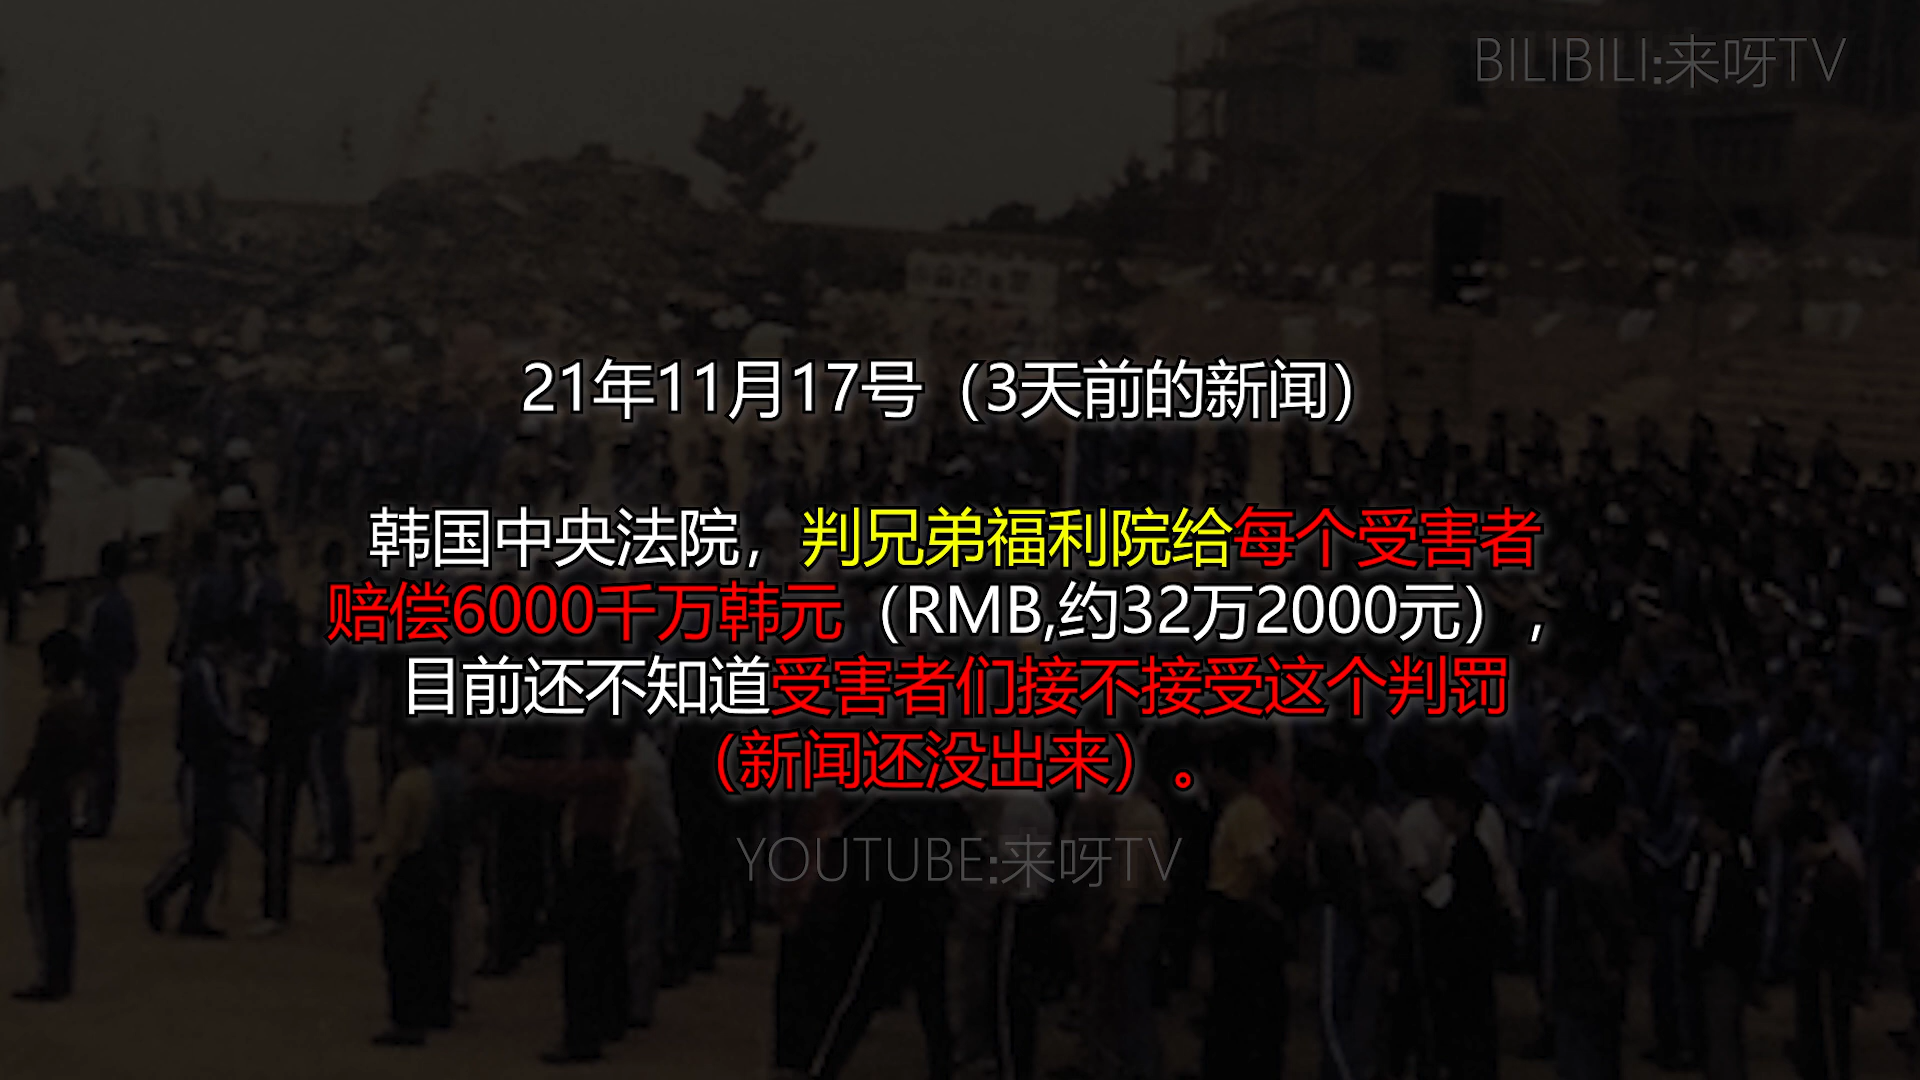 BILIBILI:来呀TV
21年11月17号（3天前的新闻）
韩国中央法院，判兄弟福利院给每个受害者
赔偿6000千万韩元（RMB,约32万2000元），
目前还不知道受害者们接不接受这个判罚
（新闻还没出来）。
YOUTUBE:来呀TV